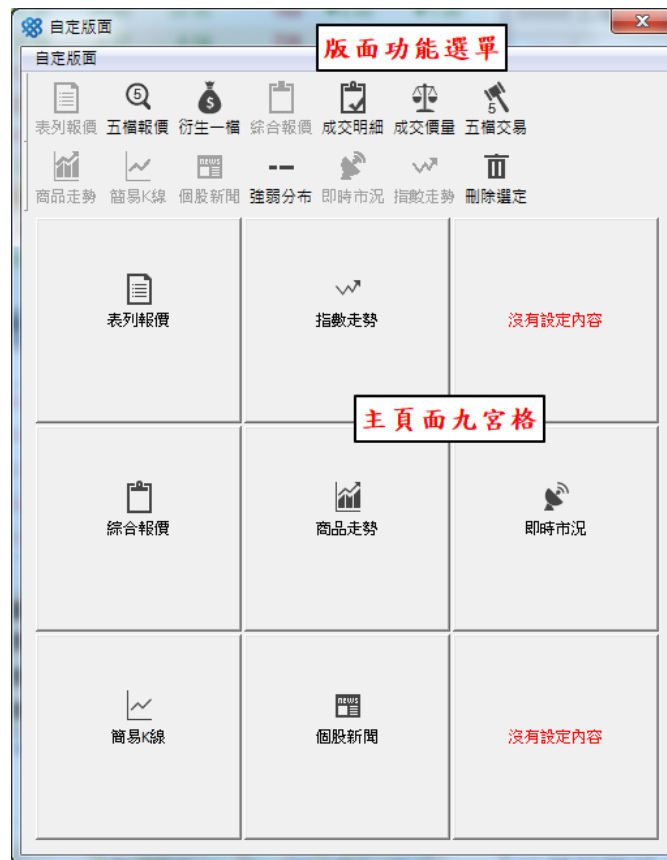 自定版面
自定版面
版面功能選單
表列報價 五檔報價 衍生一檔 綜合報價 成交明細 成交價量 五檔交易
商品走勢 簡易K線 個股新聞 強弱分布 即時市況 指數走勢 刪除選定
表列報價 指數走勢 沒有設定內容
主頁面九宮格
綜合報價 商品走勢 即時市況
簡易K線 個股新聞 沒有設定內容